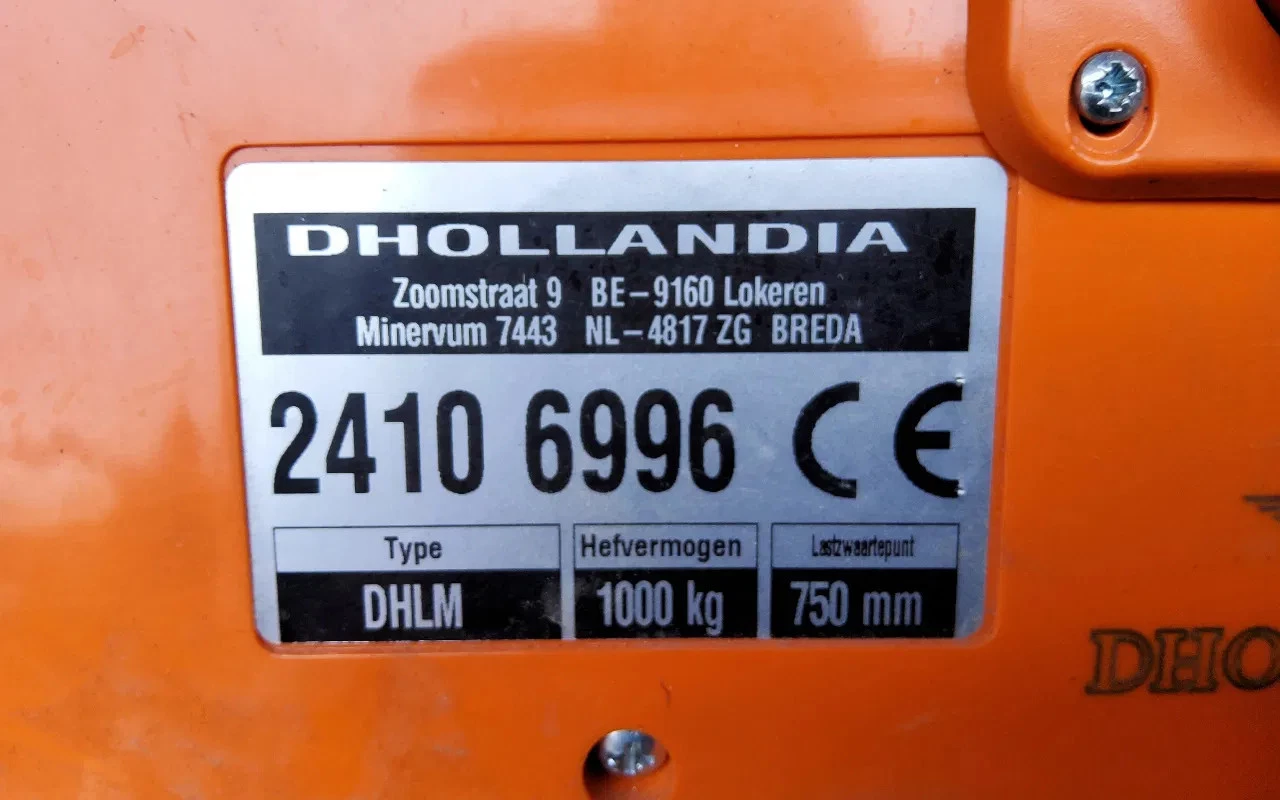 DHOLLANDIA
Zoomstraat 9 BE-9160 Lokeren
Minervum 7443 NL-4817 ZG BREDA
2410 6996 CE
Type Hefvermogen Lastzwaartepunt
DHLM 1000 kg 750 mm
DHO